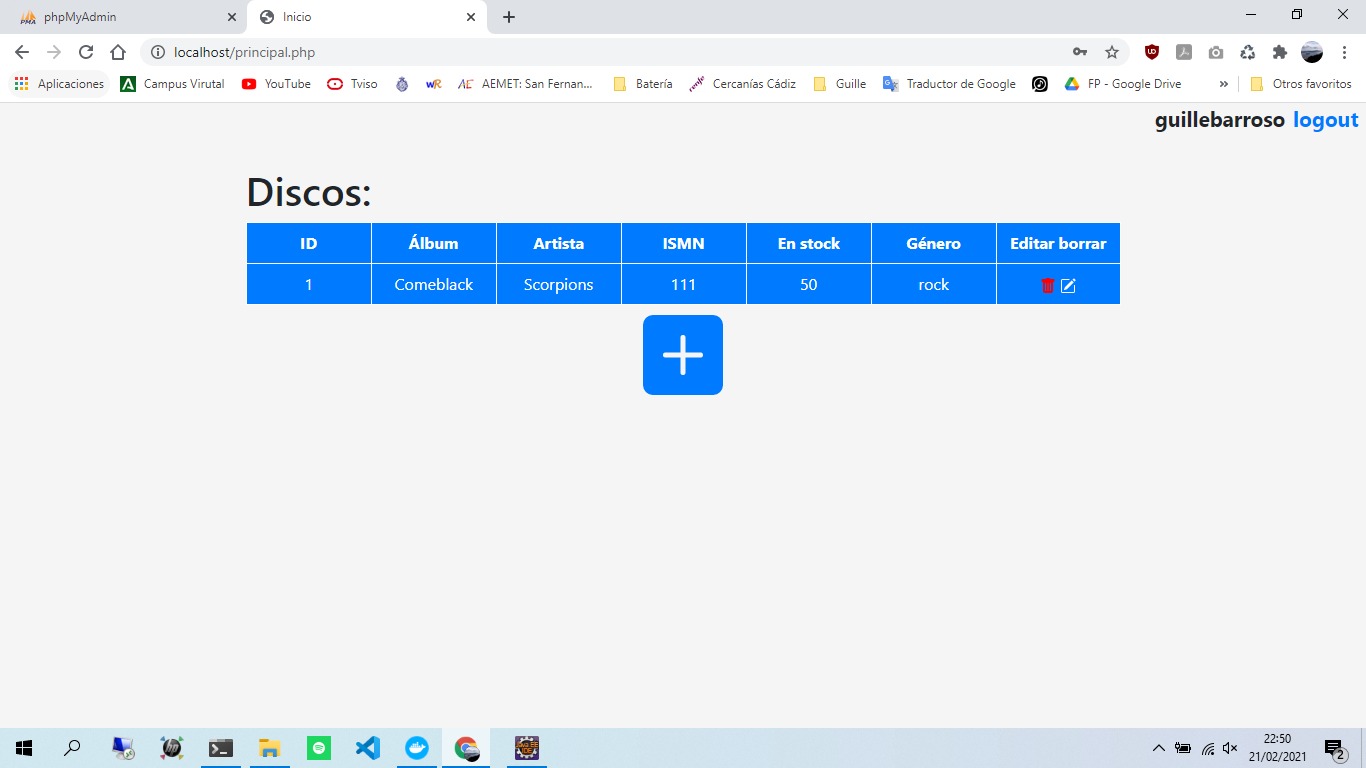 phpMyAdmin
Inicio
localhost/principal.php
Aplicaciones
Campus Virutal
YouTube
Tviso
wR
AEMET: San Fernan...
Batería
Cercanías Cádiz
Guille
Traductor de Google
FP - Google Drive
»
Otros favoritos
guillebarroso logout
Discos:
ID Álbum Artista ISMN En stock Género Editar borrar
1 Comeblack Scorpions 111 50 rock
22:50
21/02/2021
2